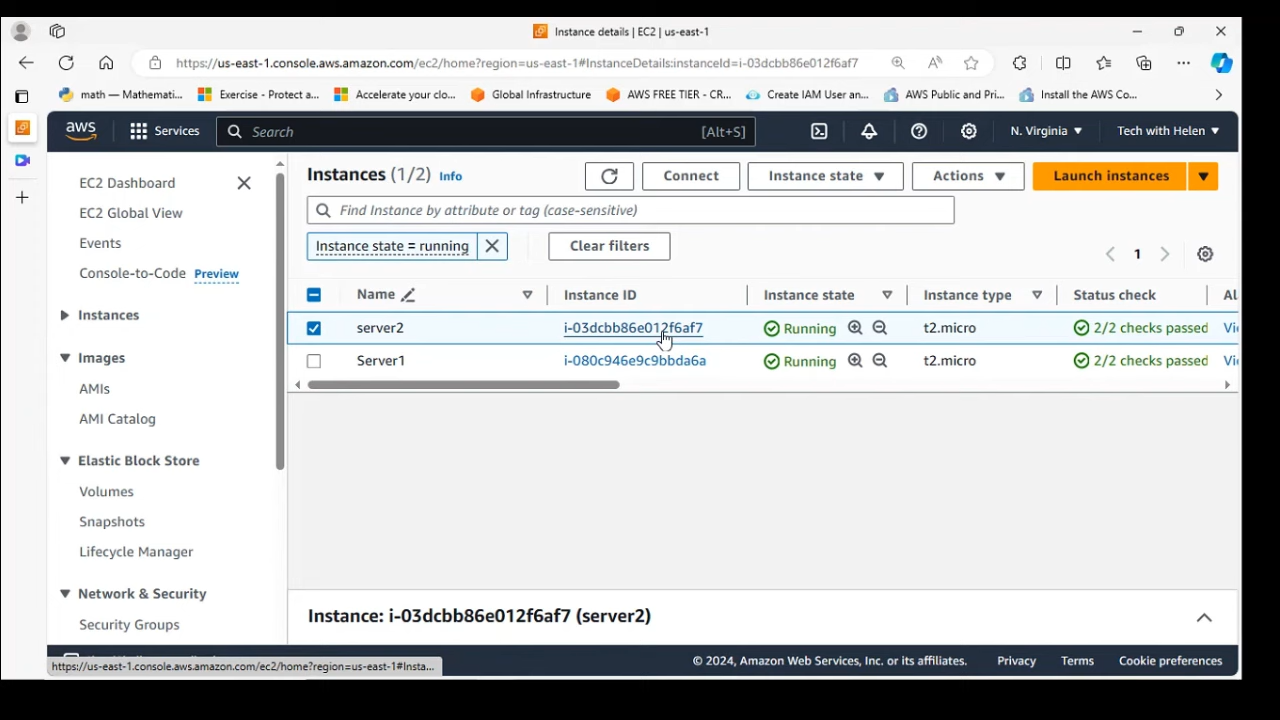 Instance details | EC2 | us-east-1
https://us-east-1.console.aws.amazon.com/ec2/home?region=us-east-1#InstanceDetails:instanceId=i-03dcbb86e012f6af7
math — Mathemati...
Exercise - Protect a...
Accelerate your clo...
Global Infrastructure
AWS FREE TIER - CR...
Create IAM User an...
AWS Public and Pri...
Install the AWS Co...
aws
Services
Search
[Alt+S]
N. Virginia
Tech with Helen
EC2 Dashboard
EC2 Global View
Events
Console-to-Code Preview
Instances
Images
AMIs
AMI Catalog
Elastic Block Store
Volumes
Snapshots
Lifecycle Manager
Network & Security
Security Groups
Instances (1/2) Info
Connect
Instance state
Actions
Launch instances
Find Instance by attribute or tag (case-sensitive)
Instance state = running
Clear filters
1
Name Instance ID Instance state Instance type Status check Al
server2 i-03dcbb86e012f6af7 Running t2.micro 2/2 checks passed Vi
Server1 i-080c946e9c9bbda6a Running t2.micro 2/2 checks passed Vi
Instance: i-03dcbb86e012f6af7 (server2)
https://us-east-1.console.aws.amazon.com/ec2/home?region=us-east-1#Insta...
© 2024, Amazon Web Services, Inc. or its affiliates.
Privacy
Terms
Cookie preferences